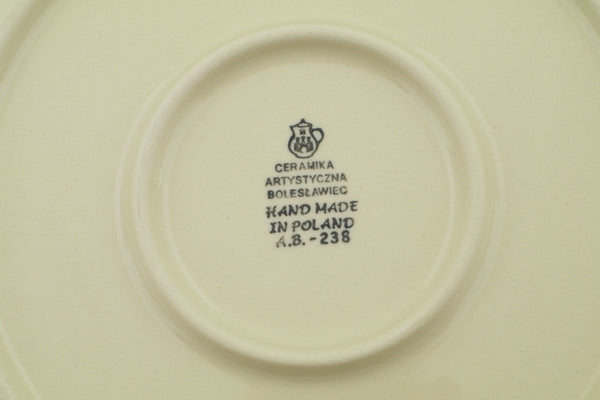 CERAMIKA
ARTYSTYCZNA
BOLESŁAWIEC
HAND MADE
IN POLAND
A.B. - 238